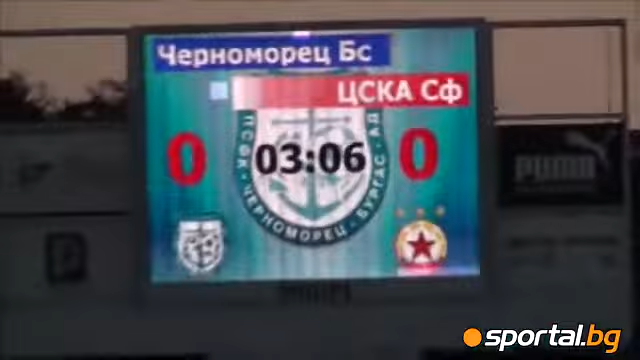 Черноморец Бс
ЦСКА Сф
0
03:06
0
ПСФК · ЧЕРНОМОРЕЦ · БУРГАС · АД
PUMA
sportal.bg